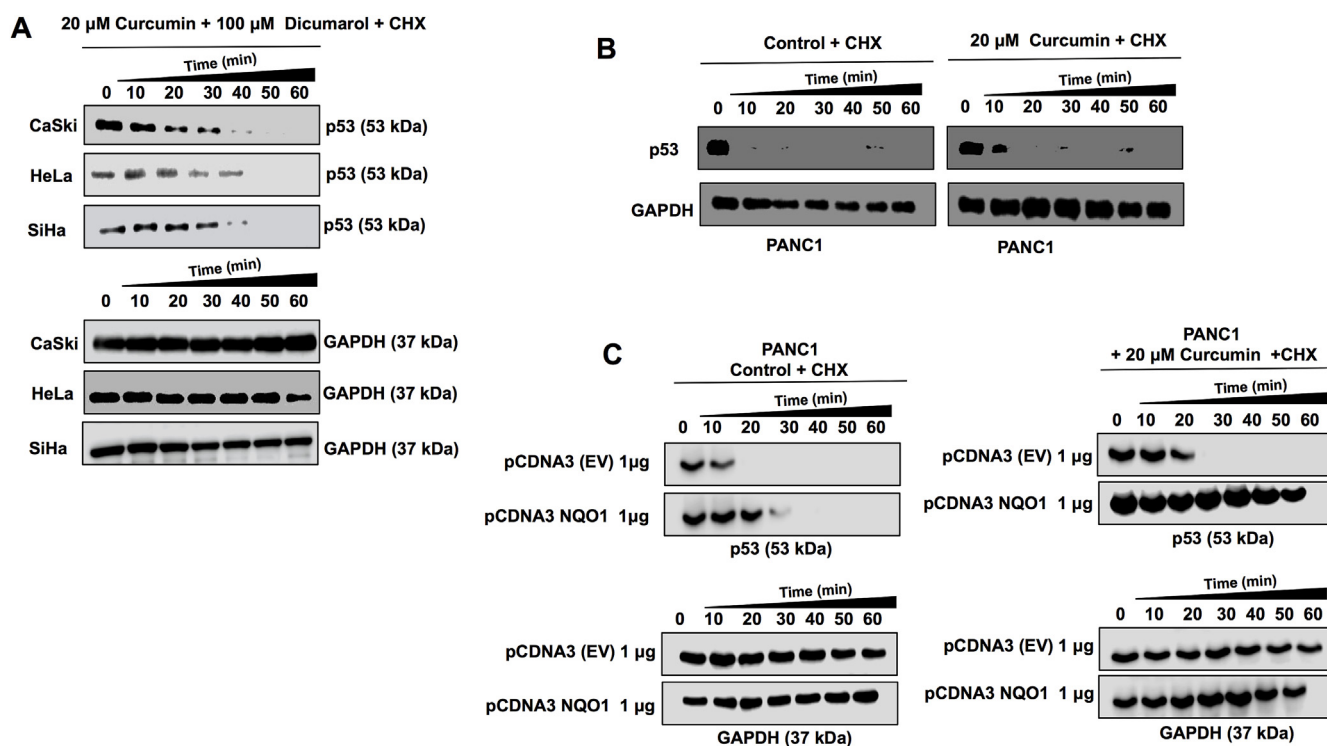 A
20 µM Curcumin + 100 µM Dicumarol + CHX
Time (min)
0 10 20 30 40 50 60
CaSki p53 (53 kDa)
HeLa p53 (53 kDa)
SiHa p53 (53 kDa)
Time (min)
0 10 20 30 40 50 60
CaSki GAPDH (37 kDa)
HeLa GAPDH (37 kDa)
SiHa GAPDH (37 kDa)
B
Control + CHX 20 µM Curcumin + CHX
Time (min) Time (min)
0 10 20 30 40 50 60 0 10 20 30 40 50 60
p53
GAPDH
PANC1 PANC1
C
PANC1
Control + CHX
Time (min)
0 10 20 30 40 50 60
pCDNA3 (EV) 1 µg
pCDNA3 NQO1 1µg
p53 (53 kDa)
Time (min)
0 10 20 30 40 50 60
pCDNA3 (EV) 1 µg
pCDNA3 NQO1 1 µg
GAPDH (37 kDa)
PANC1
+ 20 µM Curcumin +CHX
Time (min)
0 10 20 30 40 50 60
pCDNA3 (EV) 1 µg
pCDNA3 NQO1 1 µg
p53 (53 kDa)
Time (min)
0 10 20 30 40 50 60
pCDNA3 (EV) 1 µg
pCDNA3 NQO1 1 µg
GAPDH (37 kDa)